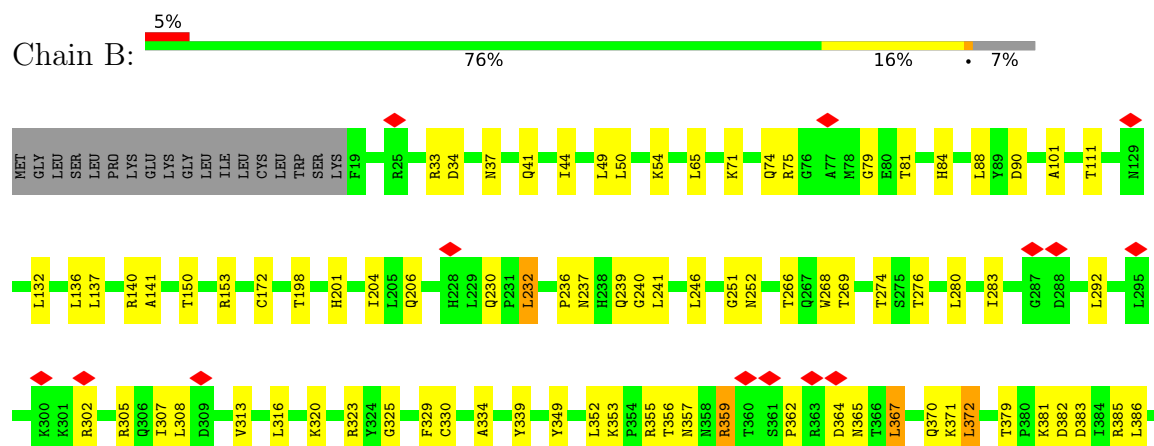 5%
Chain B:
76% 16% • 7%
MET GLY LEU SER LEU PRO LYS GLU LYS GLY LEU ILE LEU CYS LEU TRP SER LYS F19 R25 R33 D34 N37 Q41 I44 L49 L50 K54 L65 K71 Q74 R75 G76 A77 M78 G79 E80 T81 H84 L88 Y89 D90 A101 T111 N129
L132 L136 L137 R140 A141 T150 R153 C172 T198 H201 I204 L205 Q206 H228 L229 Q230 P231 L232 P236 N237 H238 Q239 G240 L241 L246 G251 N252 T266 Q267 W268 T269 T274 S275 T276 L280 I283 G287 D288 L292 L295
K300 K301 R302 R305 Q306 I307 L308 D309 V313 L316 K320 R323 Y324 G325 F329 C330 A334 Y339 Y349 L352 K353 P354 R355 T356 N357 N358 R359 T360 S361 P362 R363 D364 N365 T366 L367 Q370 K371 L372 T379 P380 K381 D382 D383 I384 R385 L386